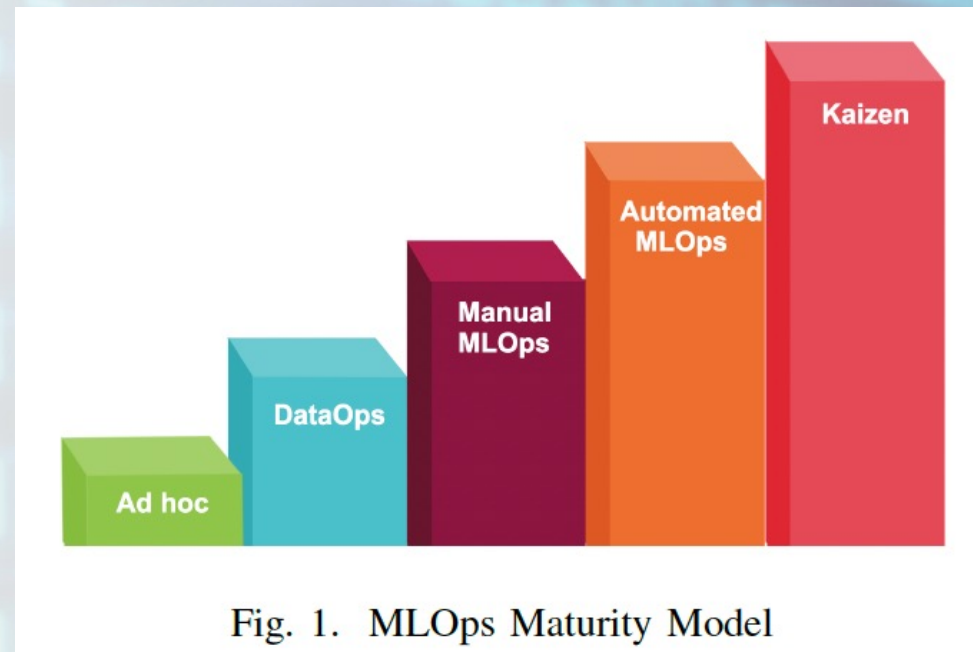 Kaizen
Automated
MLOps
Manual
MLOps
DataOps
Ad hoc
Fig. 1. MLOps Maturity Model